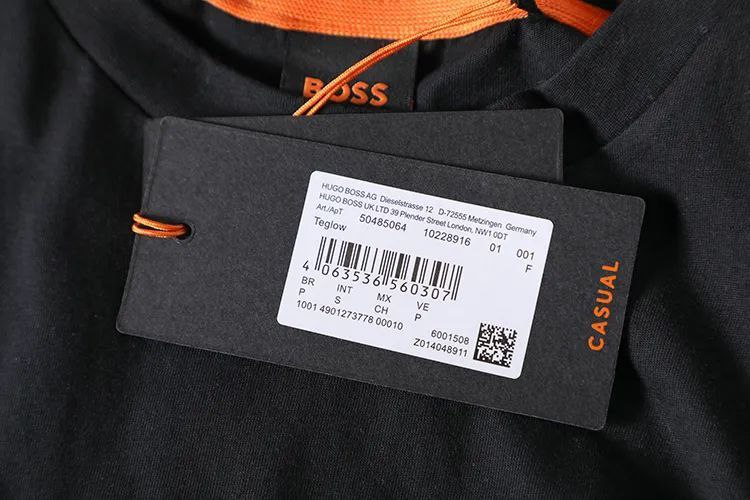 BOSS
HUGO BOSS AG Dieselstrasse 12 D-72555 Metzingen Germany
HUGO BOSS UK LTD 39 Plender Street London, NW1 0DT
Art./ApT 50485064 10228916 01 001
Teglow F
4 063536 560307
BR INT MX VE
P S CH P
1001 4901273778 00010
6001508
Z014048911
CASUAL